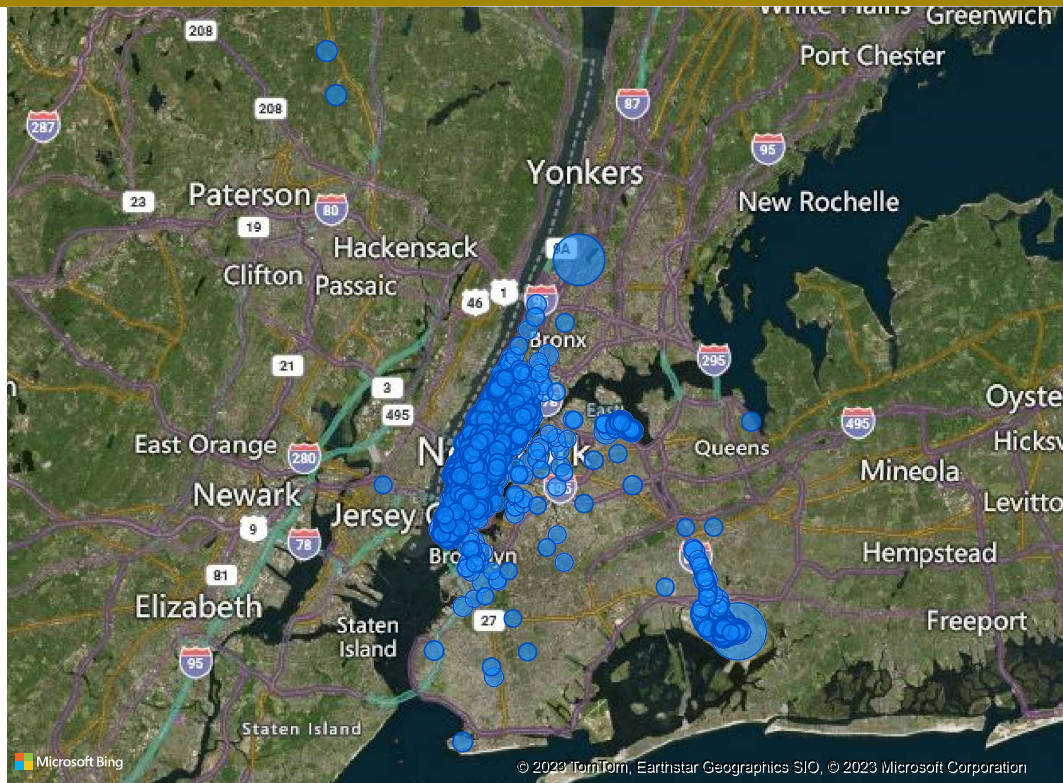 White Plains
Greenwich
208
Port Chester
87
208
287
95
Yonkers
23
Paterson
80
New Rochelle
19
9A
Hackensack
Clifton
Passaic
46
1
Bronx
295
21
3
495
East
Oyste
495
East Orange
Queens
Hicksv
280
Mineola
Newark
Levitto
Jersey C
9
78
Brooklyn
Hempstead
81
Elizabeth
27
Freeport
Staten
Island
95
Staten Island
Microsoft Bing
© 2023 TomTom, Earthstar Geographics SIO, © 2023 Microsoft Corporation